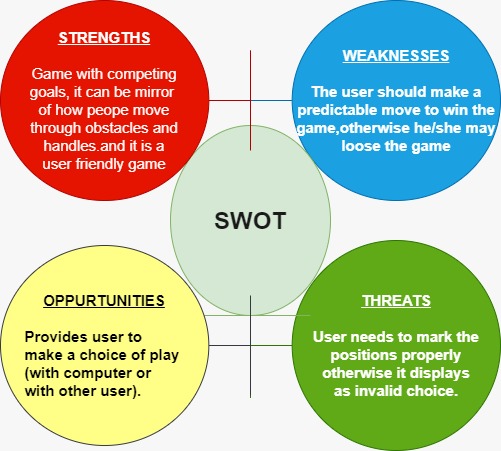 STRENGTHS
Game with competing
goals, it can be mirror
of how peope move
through obstacles and
handles.and it is a
user friendly game
WEAKNESSES
The user should make a
predictable move to win the
game,otherwise he/she may
loose the game
SWOT
OPPURTUNITIES
Provides user to
make a choice of play
(with computer or
with other user).
THREATS
User needs to mark the
positions properly
otherwise it displays
as invalid choice.